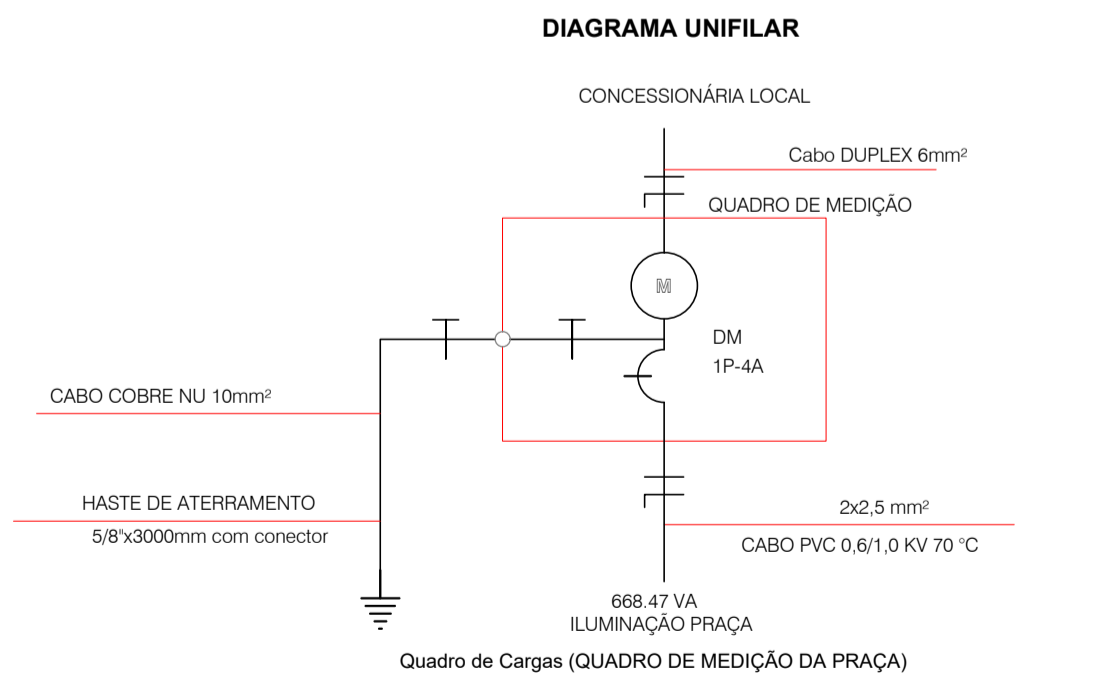 DIAGRAMA UNIFILAR
CONCESSIONÁRIA LOCAL
Cabo DUPLEX 6mm²
QUADRO DE MEDIÇÃO
M
DM
1P-4A
CABO COBRE NU 10mm²
HASTE DE ATERRAMENTO
5/8"x3000mm com conector
2x2,5 mm²
CABO PVC 0,6/1,0 KV 70 °C
668.47 VA
ILUMINAÇÃO PRAÇA
Quadro de Cargas (QUADRO DE MEDIÇÃO DA PRAÇA)